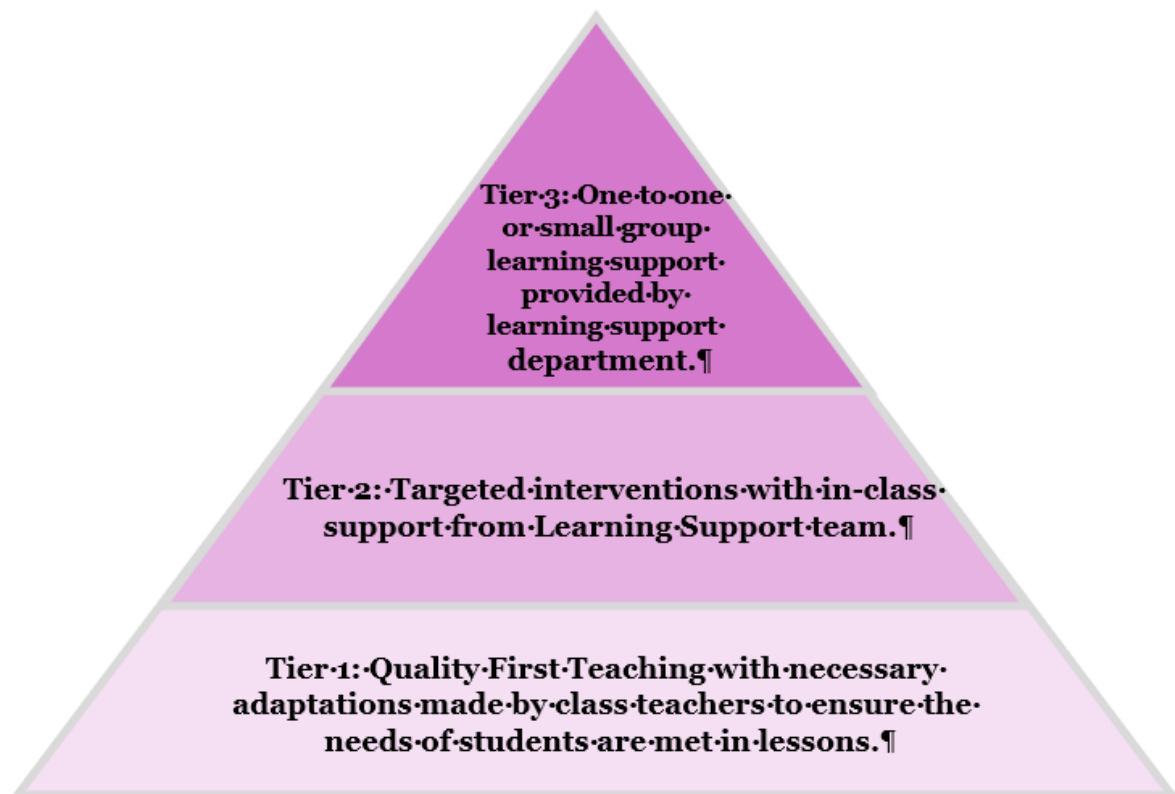 Tier·3:·One·to·one·
or·small·group·
learning·support·
provided·by·
learning·support·
department.¶
Tier·2:·Targeted·interventions·with·in-class·
support·from·Learning·Support·team.¶
Tier·1:·Quality·First·Teaching·with·necessary·
adaptations·made·by·class·teachers·to·ensure·the·
needs·of·students·are·met·in·lessons.¶